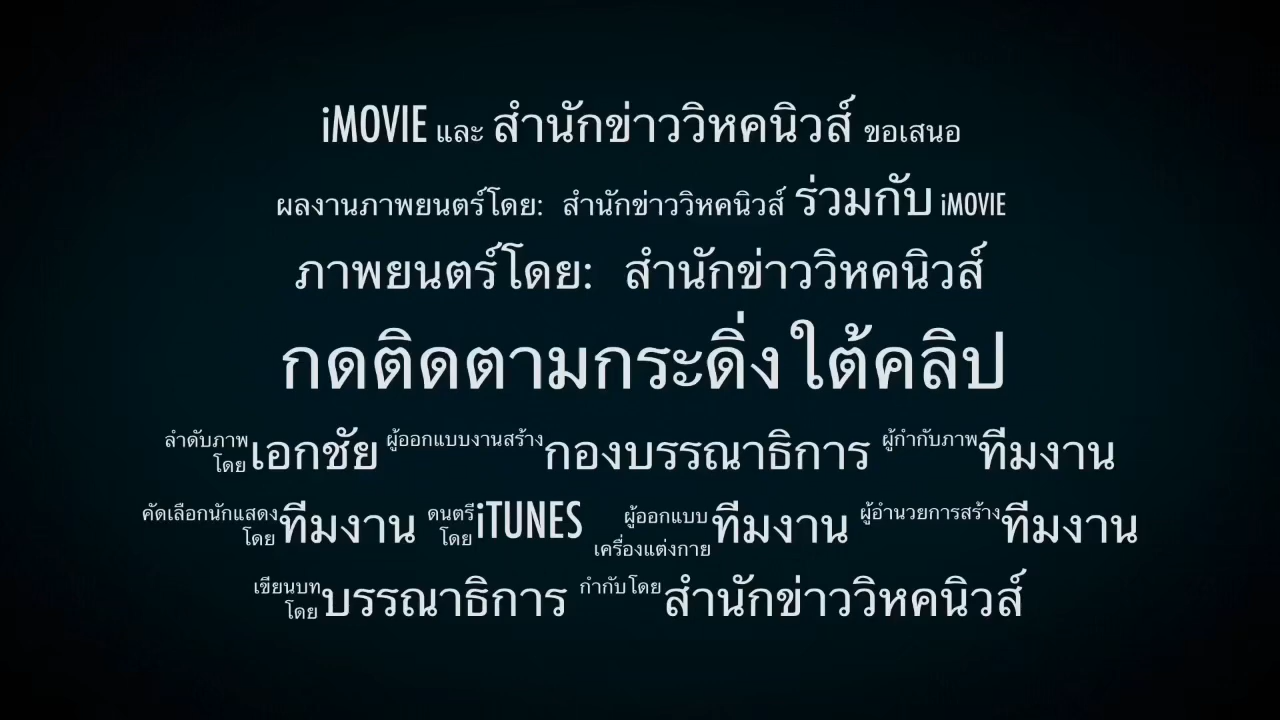 iMOVIE และ สำนักข่าววิหคนิวส์ ขอเสนอ
ผลงานภาพยนตร์โดย: สำนักข่าววิหคนิวส์ ร่วมกับ iMOVIE
ภาพยนตร์โดย: สำนักข่าววิหคนิวส์
กดติดตามกระดิ่ง ใต้คลิป
ลำดับภาพโดย เอกชัย ผู้ออกแบบงานสร้าง กองบรรณาธิการ ผู้กำกับภาพ ทีมงาน
คัดเลือกนักแสดงโดย ทีมงาน ดนตรีโดย iTUNES ผู้ออกแบบเครื่องแต่งกาย ทีมงาน ผู้อำนวยการสร้าง ทีมงาน
เขียนบทโดย บรรณาธิการ กำกับโดย สำนักข่าววิหคนิวส์